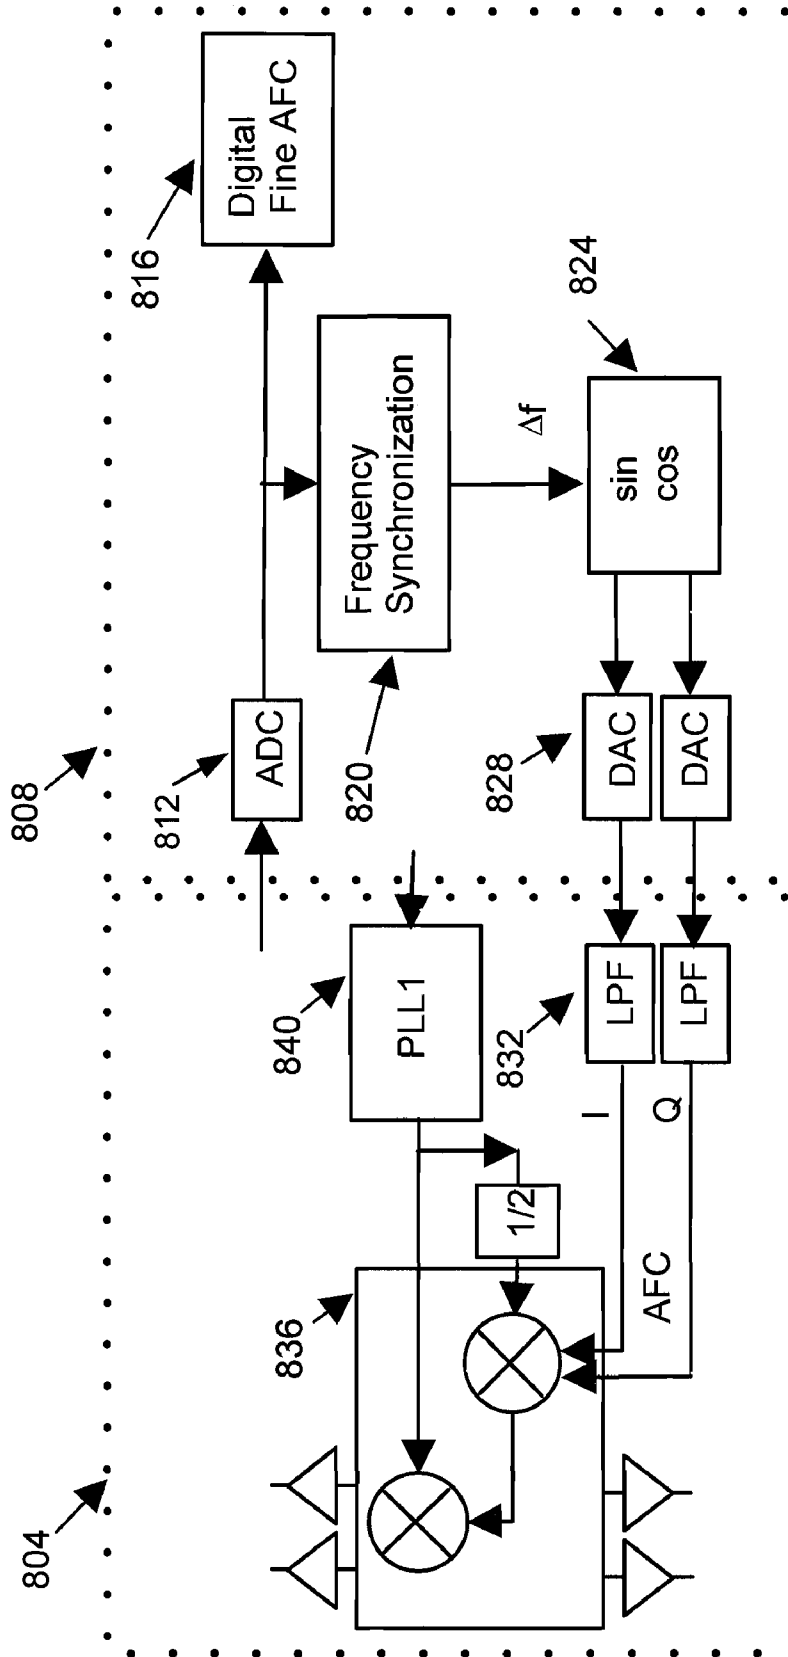 804
808
836
840
812
ADC
816
Digital
Fine AFC
PLL1
1/2
820
Frequency
Synchronization
Δf
824
sin
cos
832
828
I
LPF
DAC
Q
LPF
DAC
AFC